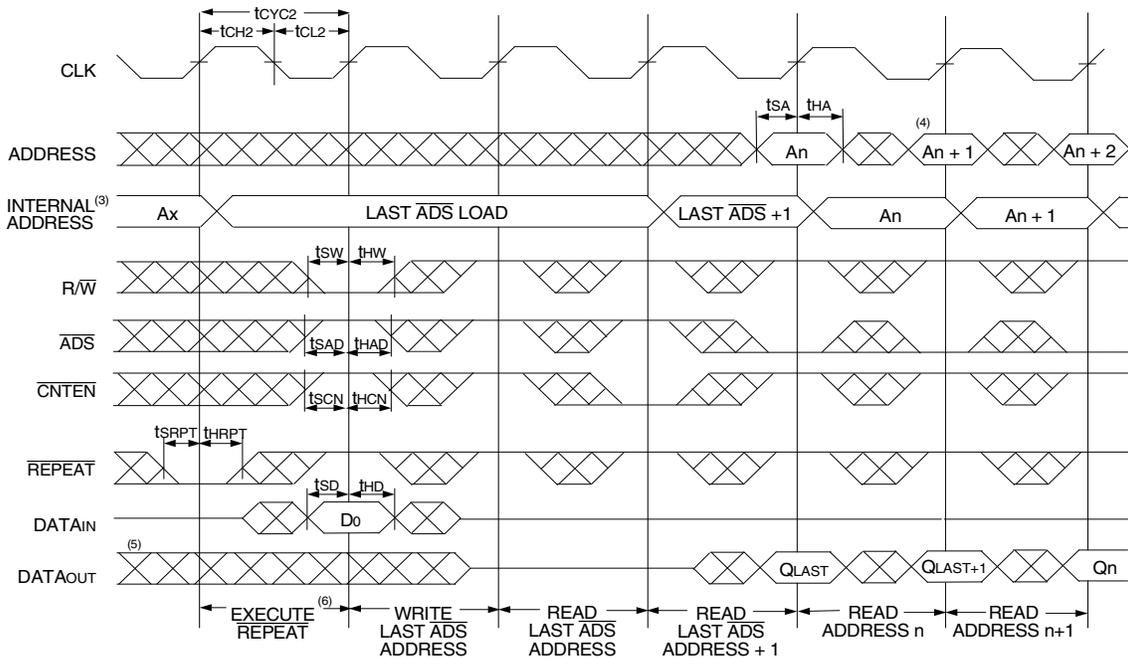 tCYC2
tCH2 tCL2
CLK
tSA tHA
(4)
ADDRESS An An + 1 An + 2
INTERNAL(3) ADDRESS Ax LAST ADS LOAD LAST ADS +1 An An + 1
tSW tHW
R/W
ADS
tSAD tHAD
CNTEN
tSCN tHCN
tSRPT tHRPT
REPEAT
tSD tHD
DATAIN D0
(5)
DATAOUT QLAST QLAST+1 Qn
EXECUTE(6) REPEAT
WRITE LAST ADS ADDRESS
READ LAST ADS ADDRESS
READ LAST ADS ADDRESS + 1
READ ADDRESS n
READ ADDRESS n+1